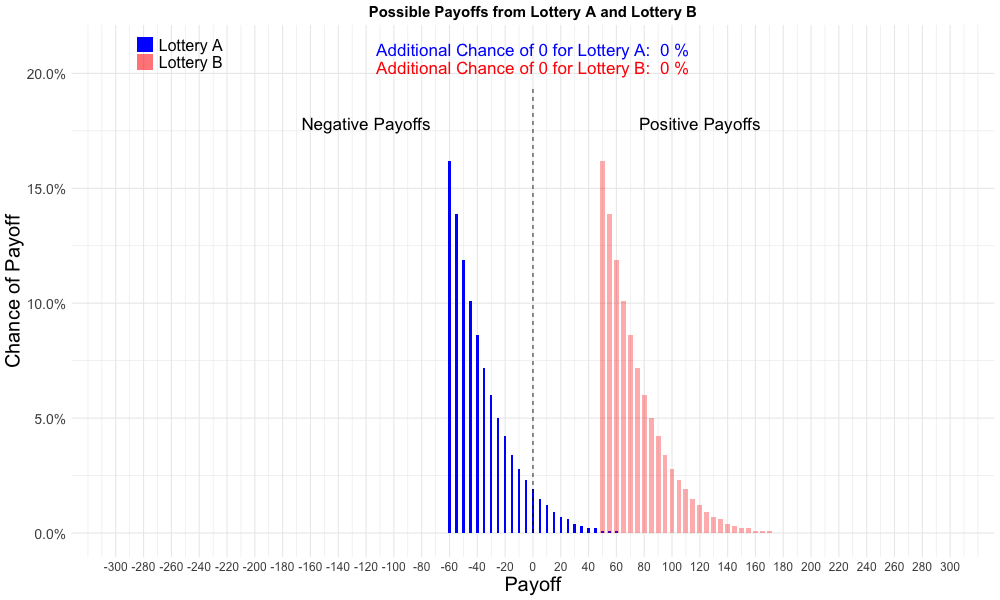 Possible Payoffs from Lottery A and Lottery B
Lottery A
Lottery B
Additional Chance of 0 for Lottery A:  0 %
Additional Chance of 0 for Lottery B:  0 %
Negative Payoffs
Positive Payoffs
Chance of Payoff
20.0%
15.0%
10.0%
5.0%
0.0%
-300 -280 -260 -240 -220 -200 -180 -160 -140 -120 -100 -80 -60 -40 -20 0 20 40 60 80 100 120 140 160 180 200 220 240 260 280 300
Payoff